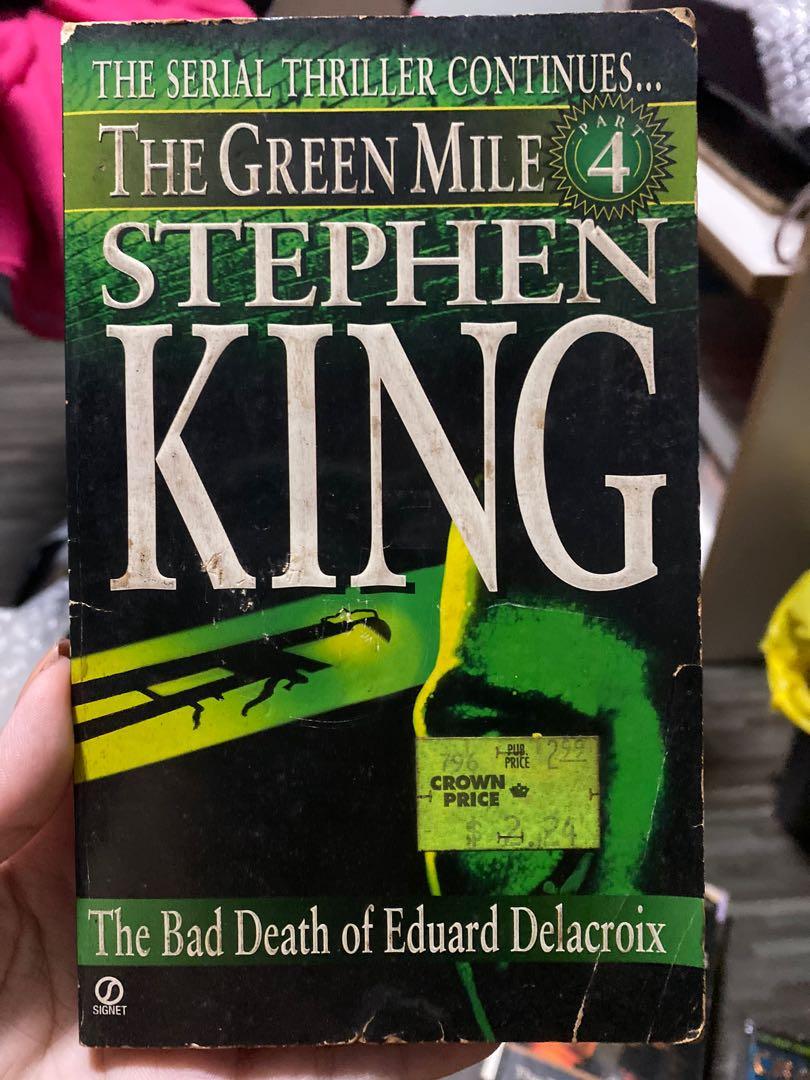 THE SERIAL THRILLER CONTINUES...
THE GREEN MILE
PART
4
STEPHEN
KING
796 PUB. PRICE 2.99
CROWN
PRICE
$ 2.24
The Bad Death of Eduard Delacroix
SIGNET